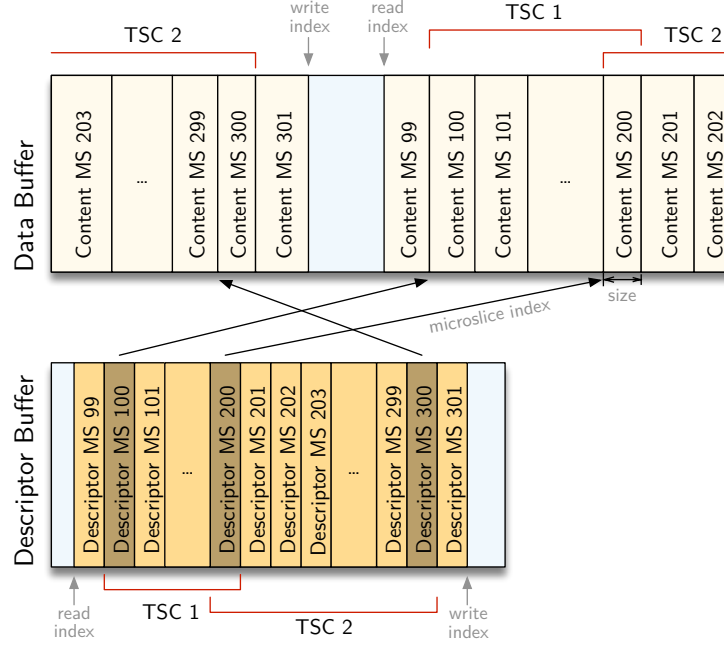 write
index
read
index
TSC 2
TSC 1
TSC 2
Data Buffer
Content MS 203
...
Content MS 299
Content MS 300
Content MS 301
Content MS 99
Content MS 100
Content MS 101
...
Content MS 200
Content MS 201
Content MS 202
microslice index
size
Descriptor Buffer
Descriptor MS 99
Descriptor MS 100
Descriptor MS 101
...
Descriptor MS 200
Descriptor MS 201
Descriptor MS 202
Descriptor MS 203
...
Descriptor MS 299
Descriptor MS 300
Descriptor MS 301
read
index
TSC 1
TSC 2
write
index